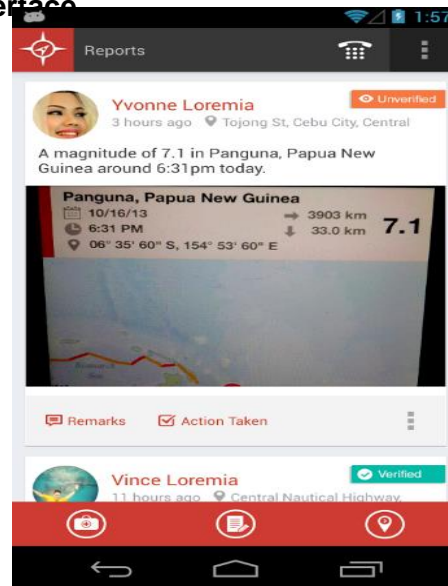 1:57
Reports
Yvonne Loremia
Unverified
3 hours ago Tojong St, Cebu City, Central
A magnitude of 7.1 in Panguna, Papua New
Guinea around 6:31pm today.
Panguna, Papua New Guinea
10/16/13 3903 km
6:31 PM 33.0 km 7.1
06° 35' 60" S, 154° 53' 60" E
Remarks Action Taken
Vince Loremia
Verified
11 hours ago Central Nautical Highway,